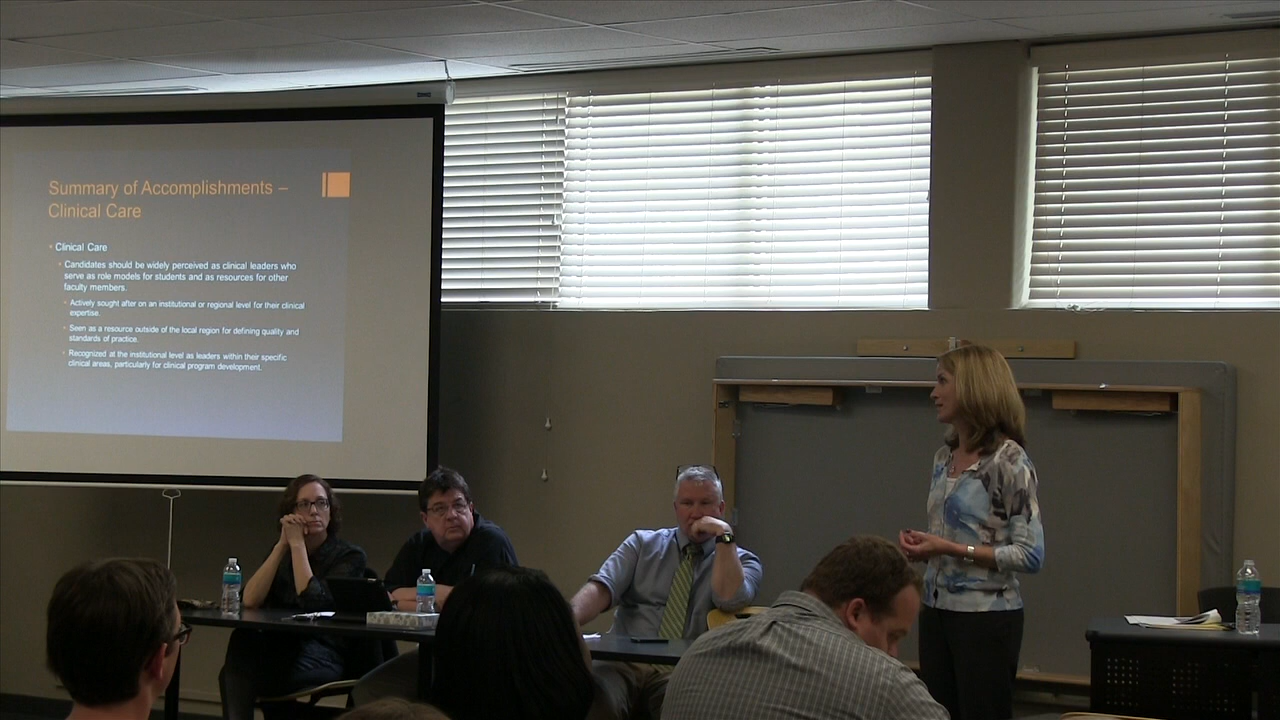 Summary of Accomplishments –
Clinical Care
Clinical Care
Candidates should be widely perceived as clinical leaders who
serve as role models for students and as resources for other
faculty members.
Actively sought after on an institutional or regional level for their clinical
expertise.
Seen as a resource outside of the local region for defining quality and
standards of practice.
Recognized at the institutional level as leaders within their specific
clinical areas, particularly for clinical program development.